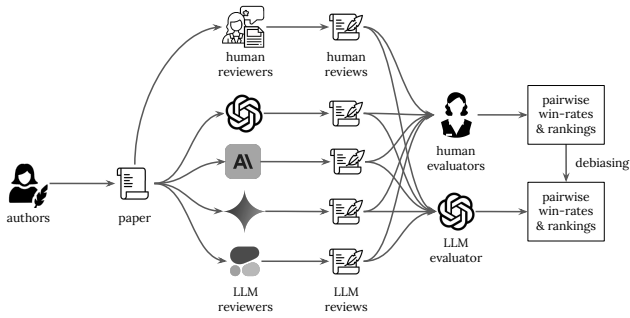 human
reviewers
human
reviews
A\
authors
paper
LLM
reviewers
LLM
reviews
human
evaluators
LLM
evaluator
pairwise
win-rates
& rankings
debiasing
pairwise
win-rates
& rankings